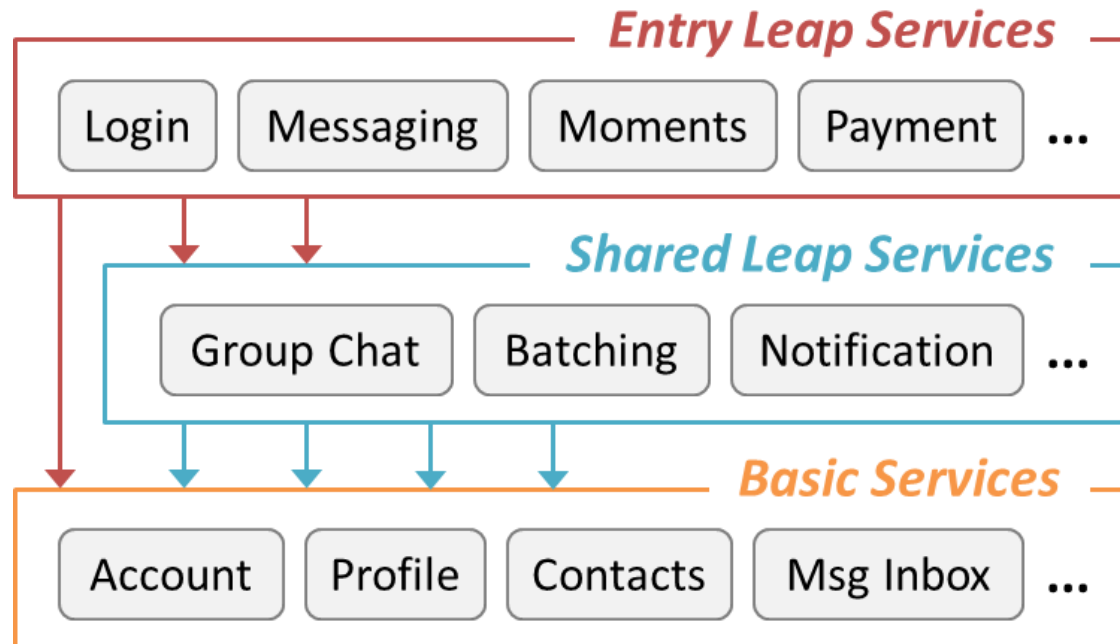 Entry Leap Services
Login Messaging Moments Payment ...
Shared Leap Services
Group Chat Batching Notification ...
Basic Services
Account Profile Contacts Msg Inbox ...